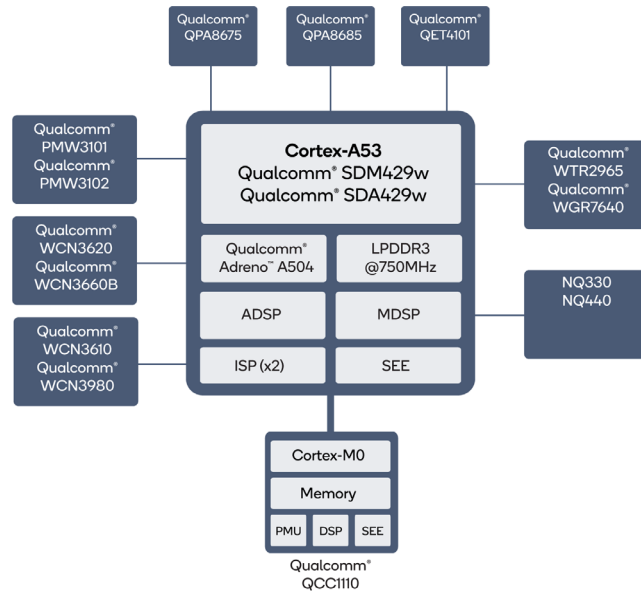 Qualcomm®
QPA8675
Qualcomm®
QPA8685
Qualcomm®
QET4101
Qualcomm®
PMW3101
Qualcomm®
PMW3102
Qualcomm®
WCN3620
Qualcomm®
WCN3660B
Qualcomm®
WCN3610
Qualcomm®
WCN3980
Cortex-A53
Qualcomm® SDM429w
Qualcomm® SDA429w
Qualcomm®
Adreno™ A504
LPDDR3
@750MHz
ADSP
MDSP
ISP (x2)
SEE
Qualcomm®
WTR2965
Qualcomm®
WGR7640
NQ330
NQ440
Cortex-M0
Memory
PMU
DSP
SEE
Qualcomm®
QCC1110